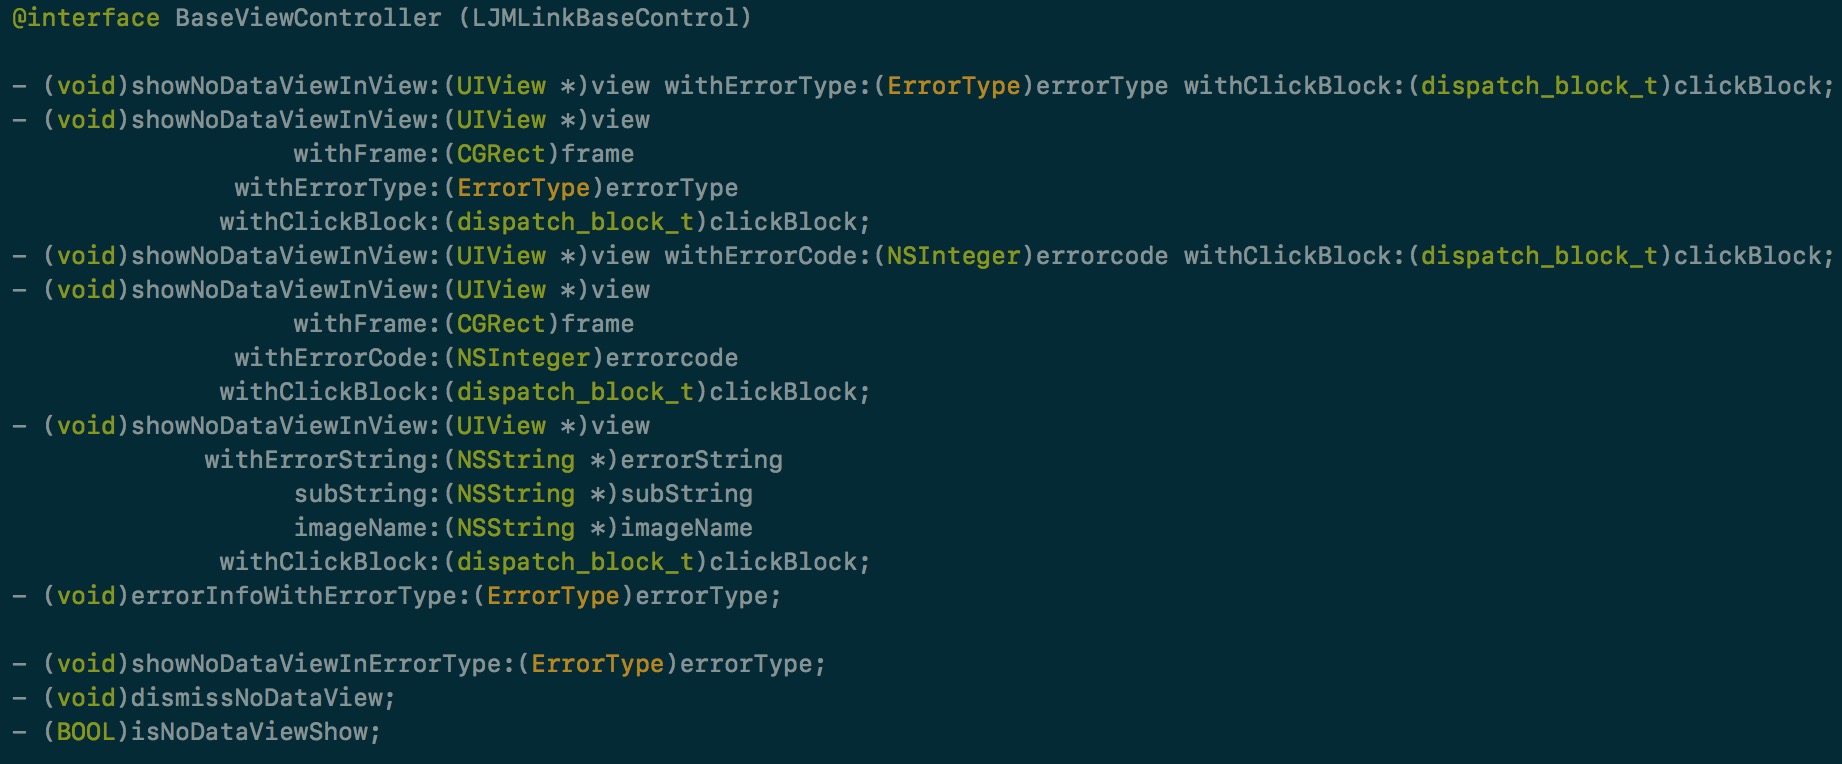 @interface BaseViewController (LJMLinkBaseControl)
- (void)showNoDataViewInView:(UIView *)view withErrorType:(ErrorType)errorType withClickBlock:(dispatch_block_t)clickBlock;
- (void)showNoDataViewInView:(UIView *)view
withFrame:(CGRect)frame
withErrorType:(ErrorType)errorType
withClickBlock:(dispatch_block_t)clickBlock;
- (void)showNoDataViewInView:(UIView *)view withErrorCode:(NSInteger)errorcode withClickBlock:(dispatch_block_t)clickBlock;
- (void)showNoDataViewInView:(UIView *)view
withFrame:(CGRect)frame
withErrorCode:(NSInteger)errorcode
withClickBlock:(dispatch_block_t)clickBlock;
- (void)showNoDataViewInView:(UIView *)view
withErrorString:(NSString *)errorString
subString:(NSString *)subString
imageName:(NSString *)imageName
withClickBlock:(dispatch_block_t)clickBlock;
- (void)errorInfoWithErrorType:(ErrorType)errorType;
- (void)showNoDataViewInErrorType:(ErrorType)errorType;
- (void)dismissNoDataView;
- (BOOL)isNoDataViewShow;